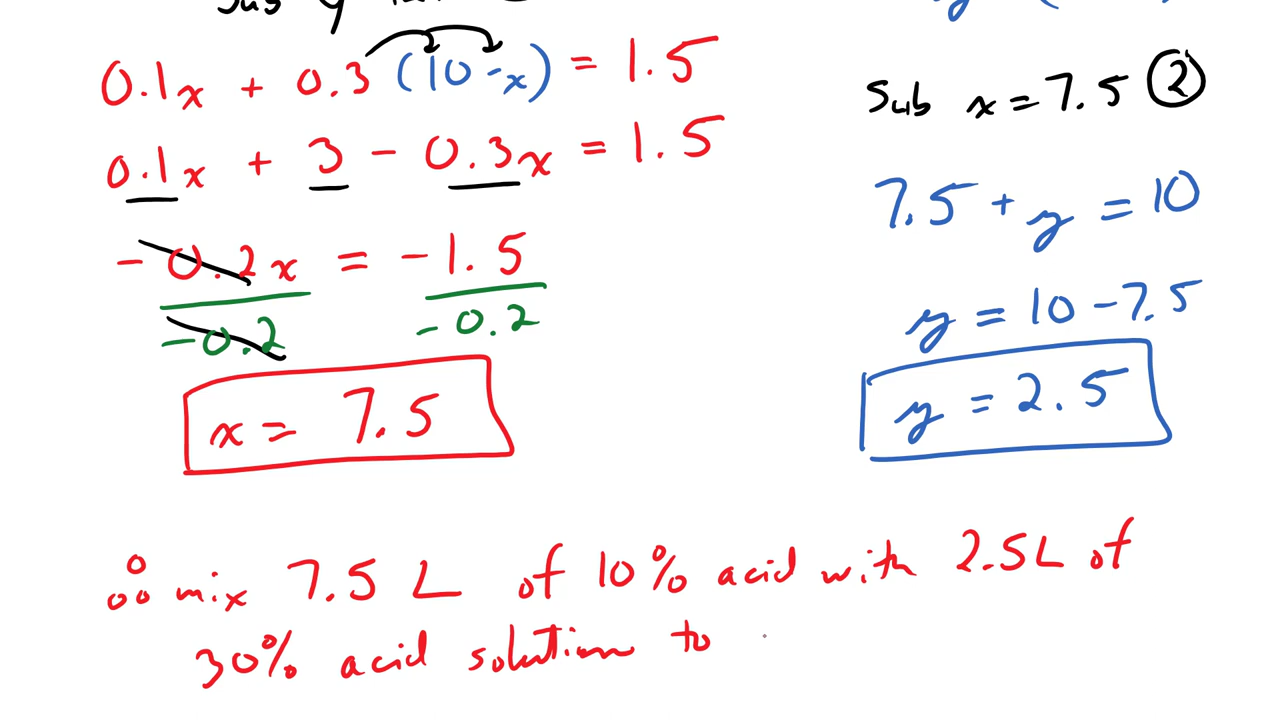 Sub y
0.1x + 0.3 (10 - x) = 1.5
0.1x + 3 - 0.3x = 1.5
-0.2x = -1.5
-0.2 -0.2
x = 7.5
y (
Sub x = 7.5 ②
7.5 + y = 10
y = 10 - 7.5
y = 2.5
∴ mix 7.5 L of 10% acid with 2.5L of
30% acid solution to